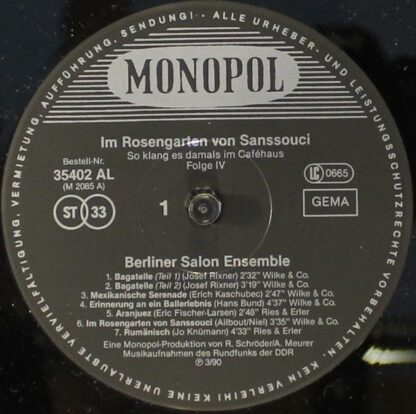 VERMIETUNG, AUFFÜHRUNG, SENDUNG! · ALLE URHEBER- UND LEISTUNGSSCHUTZRECHTE VORBEHALTEN · KEIN VERLEIH! KEINE UNERLAUBTE VERVIELFÄLTIGUNG,
MONOPOL
Im Rosengarten von Sanssouci
So klang es damals im Caféhaus
Folge IV
Bestell-Nr.
35402 AL
(M 2085 A)
ST 33
1
LC 0665
GEMA
Berliner Salon Ensemble
1. Bagatelle (Teil 1) (Josef Rixner) 2'32" Wilke & Co.
2. Bagatelle (Teil 2) (Josef Rixner) 3'19" Wilke & Co.
3. Mexikanische Serenade (Erich Kaschubec) 2'47" Wilke & Co.
4. Erinnerung an ein Ballerlebnis (Hans Bund) 4'37" Wilke & Co.
5. Aranjuez (Eric Fischer-Larsen) 2'48" Ries & Erler
6. Im Rosengarten von Sanssouci (Ailbout/Niel) 3'35" Wilke & Co.
7. Rumänisch (Jo Knümann) 4'33" Ries & Erler
Eine Monopol-Produktion von R. Schröder/A. Meurer
Musikaufnahmen des Rundfunks der DDR
℗ 3/90